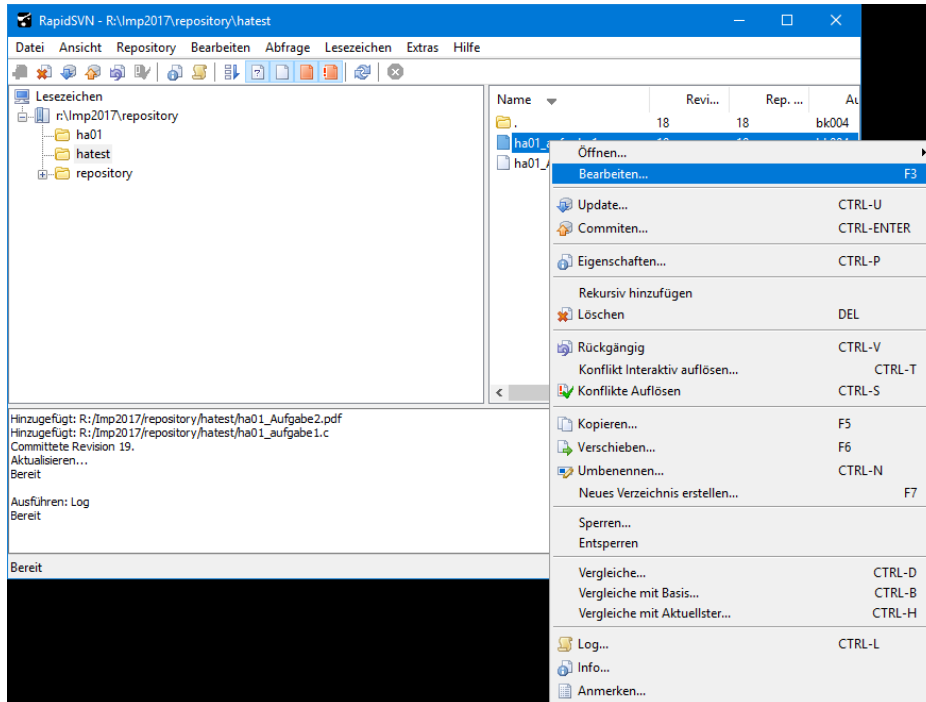 RapidSVN - R:\Imp2017\repository\hatest
Datei Ansicht Repository Bearbeiten Abfrage Lesezeichen Extras Hilfe
Lesezeichen
r:\Imp2017\repository
ha01
hatest
repository
Name Revi... Rep. ... Au
. 18 18 bk004
ha01_
ha01_A
Öffnen...
Bearbeiten... F3
Update... CTRL-U
Commiten... CTRL-ENTER
Eigenschaften... CTRL-P
Rekursiv hinzufügen
Löschen DEL
Rückgängig CTRL-V
Konflikt Interaktiv auflösen... CTRL-T
Konflikte Auflösen CTRL-S
Kopieren... F5
Verschieben... F6
Umbenennen... CTRL-N
Neues Verzeichnis erstellen... F7
Sperren...
Entsperren
Vergleiche... CTRL-D
Vergleiche mit Basis... CTRL-B
Vergleiche mit Aktuellster... CTRL-H
Log... CTRL-L
Info...
Anmerken...
Hinzugefügt: R:/Imp2017/repository/hatest/ha01_Aufgabe2.pdf
Hinzugefügt: R:/Imp2017/repository/hatest/ha01_aufgabe1.c
Committete Revision 19.
Aktualisieren...
Bereit
Ausführen: Log
Bereit
Bereit